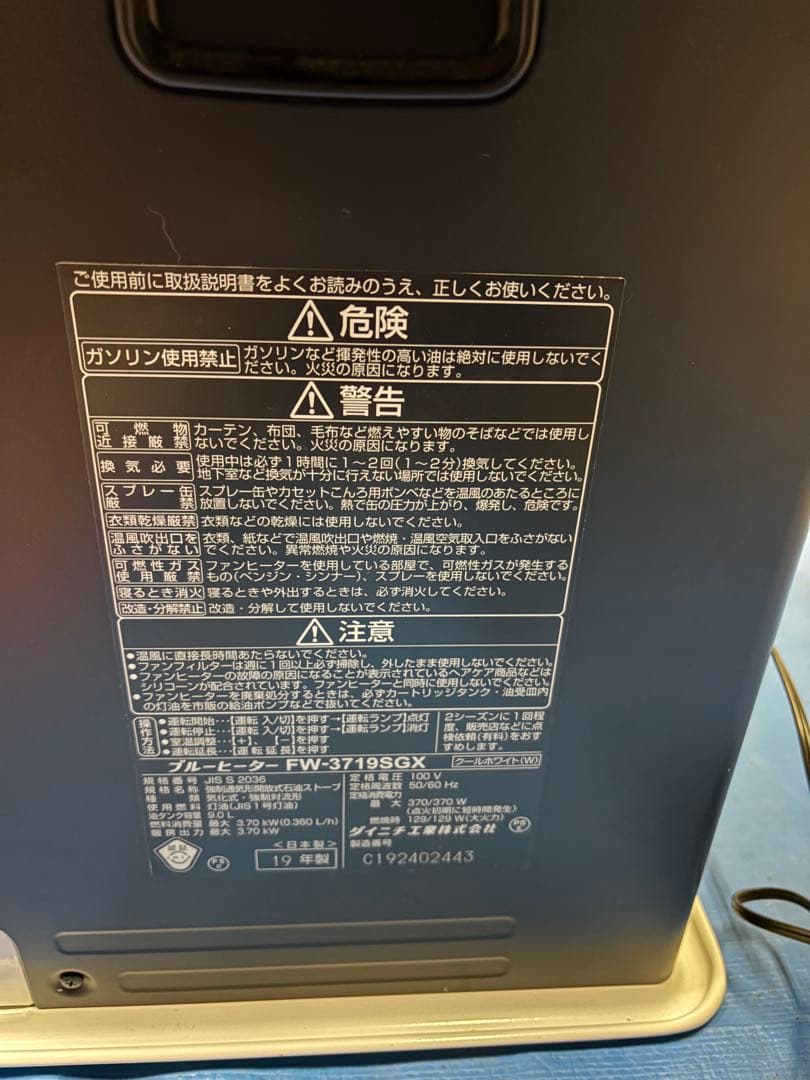 ご使用前に取扱説明書をよくお読みのうえ、正しくお使いください。
危険
ガソリン使用禁止 ガソリンなど揮発性の高い油は絶対に使用しないでく
ださい。火災の原因になります。
警告
可燃物 カーテン、布団、毛布など燃えやすい物のそばなどでは使用し
近接厳禁 ないでください。火災の原因になります。
換気必要 使用中は必ず1時間に1~2回(1~2分)換気してください。
地下室など換気が十分に行えない場所では使用しないでください。
スプレー缶 スプレー缶やカセットこんろ用ボンベなどを温風のあたるところに
厳禁 放置しないでください。熱で缶の圧力が上がり、爆発し、危険です。
衣類乾燥厳禁 衣類などの乾燥には使用しないでください。
温風吹出口を 衣類、紙などで温風吹出口や燃焼・温風空気取入口をふさがない
ふさがない でください。異常燃焼や火災の原因になります。
可燃性ガス ファンヒーターを使用している部屋で、可燃性ガスが発生する
使用厳禁 もの(ベンジン・シンナー)、スプレーを使用しないでください。
寝るとき消火 寝るときや外出するときは、必ず消火してください。
改造・分解禁止 改造・分解して使用しないでください。
注意
●温風に直接長時間あたらないでください。
●ファンフィルターは週に1回以上必ず掃除し、外したまま使用しないでください。
●ファンヒーターの故障の原因になることが表示されているヘアケア商品などは
シリコーンが配合されています。ファンヒーターと同時に使用しないでください。
●ファンヒーターを廃棄処分するときは、必ずカートリッジタンク・油受皿内
の灯油を市販の給油ポンプなどで抜いてください。
操作方法
●運転開始…[運転 入/切]を押す→[運転ランプ]点灯
●運転停止…[運転 入/切]を押す→[運転ランプ]消灯
●室温調整…[+]、[−]を押す
●運転延長…[運転延長]を押す
2シーズンに1回程
度、販売店などに点
検依頼(有料)をおす
すめします。
ブルーヒーター FW-3719SGX クールホワイト(W)
規格番号 JIS S 2036
規格名称 強制通気形開放式石油ストーブ
種類 気化式・強制対流形
使用燃料 灯油(JIS1号灯油)
油タンク容量 9.0 L
燃料消費量 最大 3.70 kW(0.360 L/h)
暖房出力 最大 3.70 kW
定格電圧 100 V
定格周波数 50/60 Hz
定格消費電力
最大 370/370 W
(点火初期に短時間発生)
燃焼時 129/129 W(大火力)
ダイニチ工業株式会社
認証
PSC
<日本製>
19 年製
製造番号
C192402443
PSE